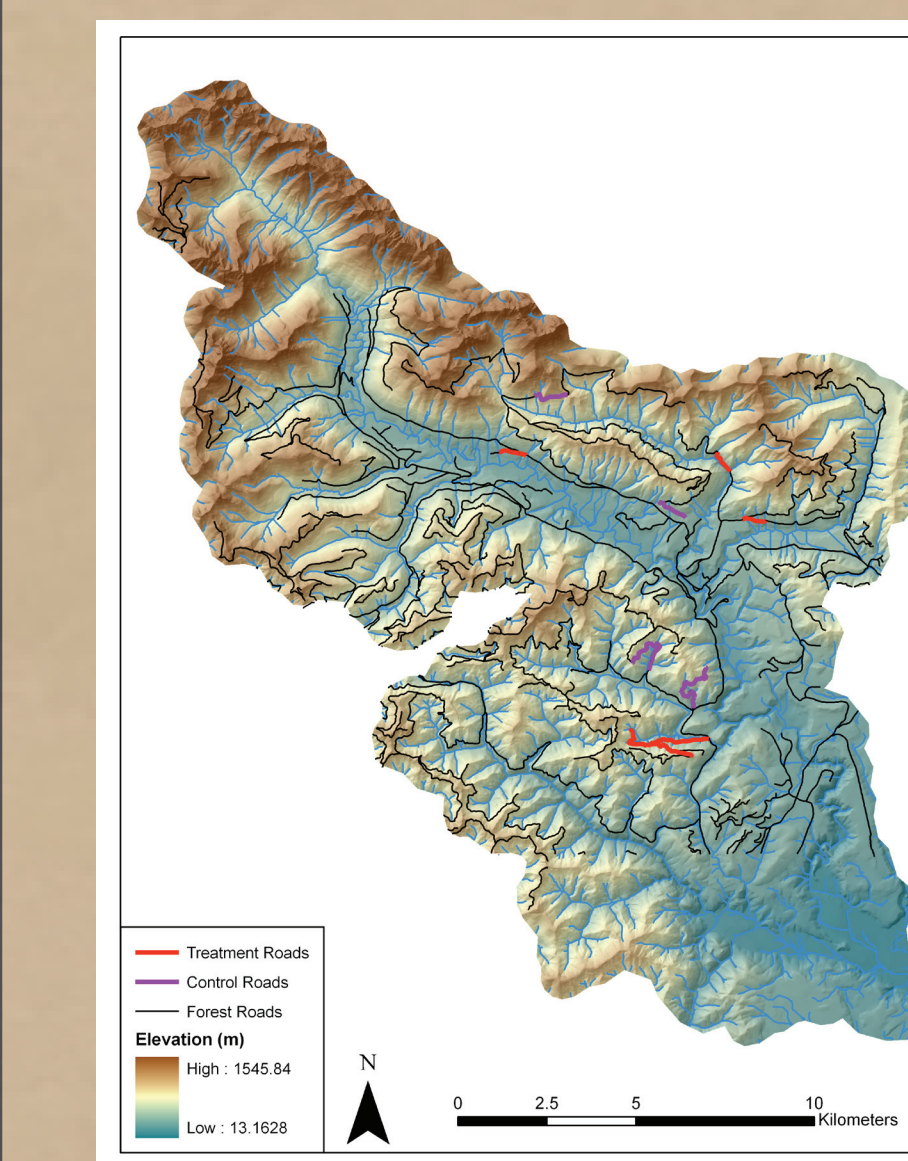 Treatment Roads
Control Roads
Forest Roads
Elevation (m)
High : 1545.84
Low : 13.1628
N
0 2.5 5 10
Kilometers